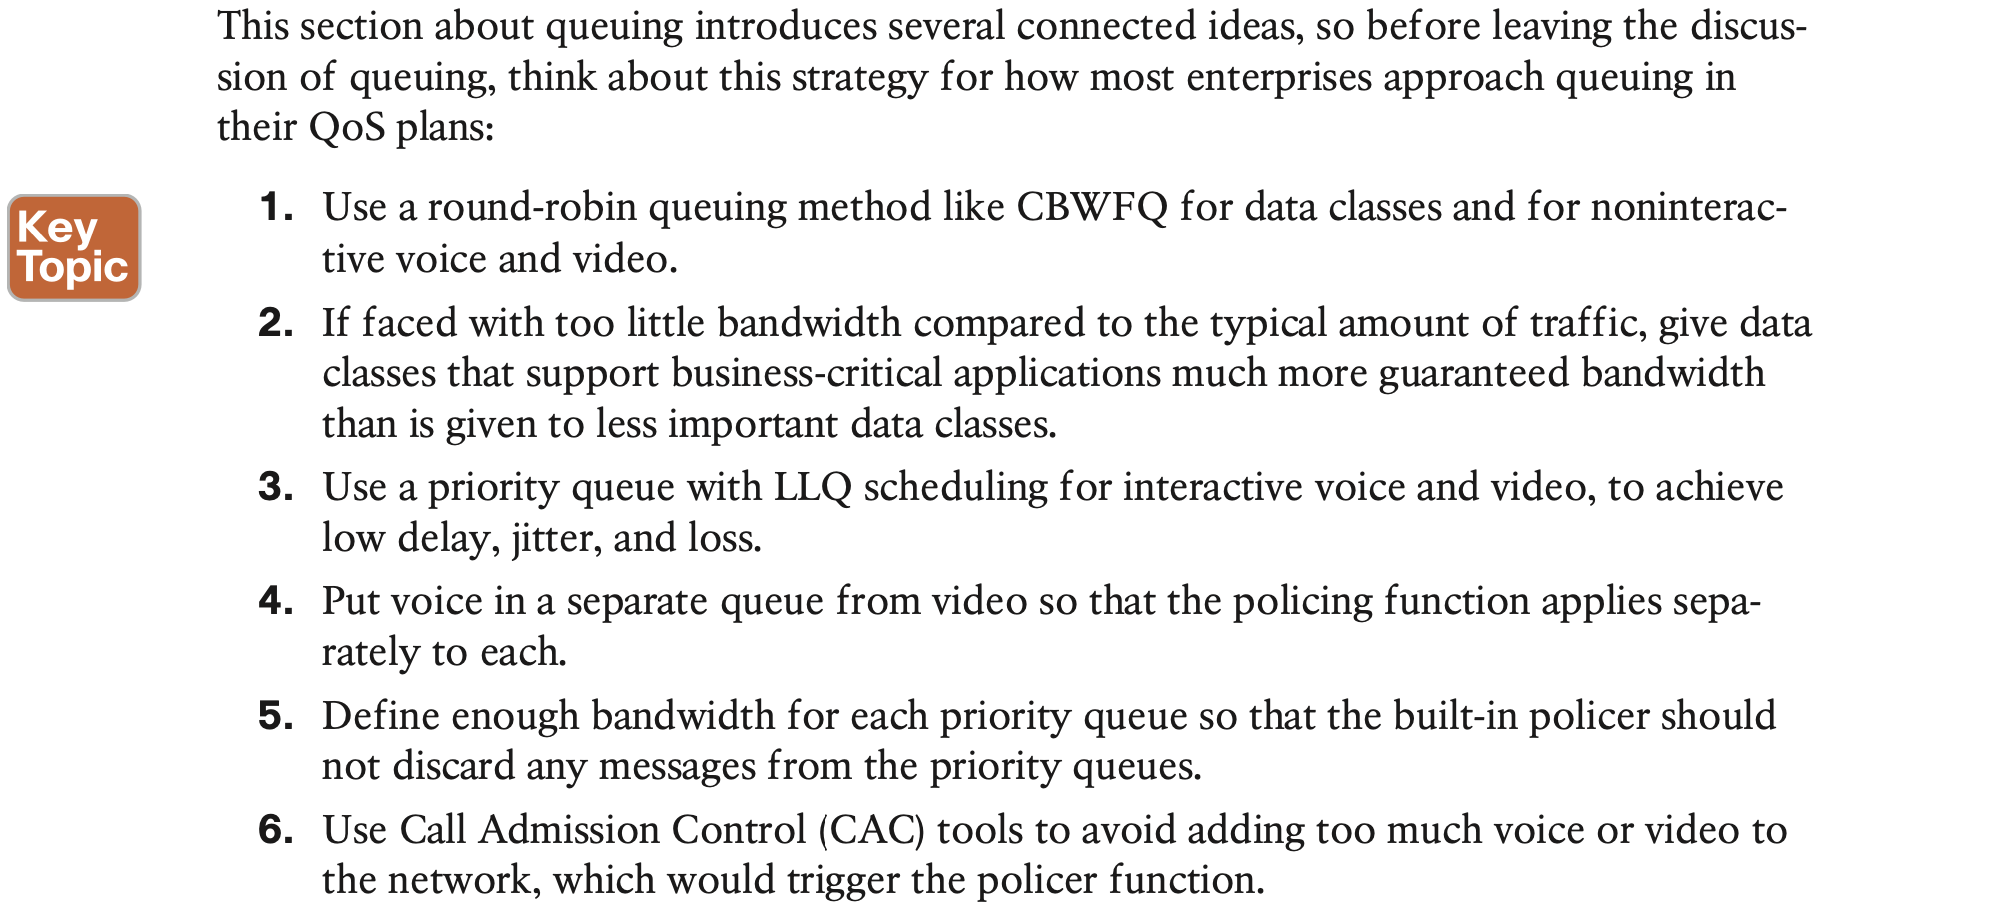 This section about queuing introduces several connected ideas, so before leaving the discus-
sion of queuing, think about this strategy for how most enterprises approach queuing in
their QoS plans:
Key
Topic
1. Use a round-robin queuing method like CBWFQ for data classes and for noninterac-
tive voice and video.
2. If faced with too little bandwidth compared to the typical amount of traffic, give data
classes that support business-critical applications much more guaranteed bandwidth
than is given to less important data classes.
3. Use a priority queue with LLQ scheduling for interactive voice and video, to achieve
low delay, jitter, and loss.
4. Put voice in a separate queue from video so that the policing function applies sepa-
rately to each.
5. Define enough bandwidth for each priority queue so that the built-in policer should
not discard any messages from the priority queues.
6. Use Call Admission Control (CAC) tools to avoid adding too much voice or video to
the network, which would trigger the policer function.